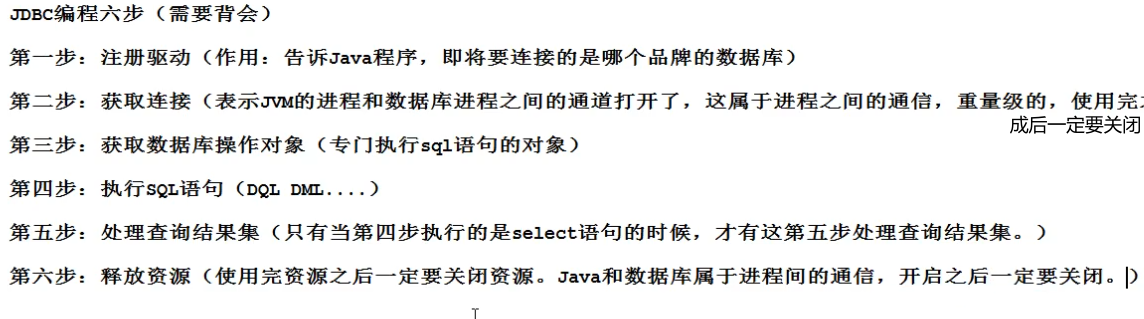 JDBC编程六步（需要背会）
第一步：注册驱动（作用：告诉Java程序，即将要连接的是哪个品牌的数据库）
第二步：获取连接（表示JVM的进程和数据库进程之间的通道打开了，这属于进程之间的通信，重量级的，使用完
成后一定要关闭
第三步：获取数据库操作对象（专门执行sql语句的对象）
第四步：执行SQL语句（DQL DML....）
第五步：处理查询结果集（只有当第四步执行的是select语句的时候，才有这第五步处理查询结果集。）
第六步：释放资源（使用完资源之后一定要关闭资源。Java和数据库属于进程间的通信，开启之后一定要关闭。）